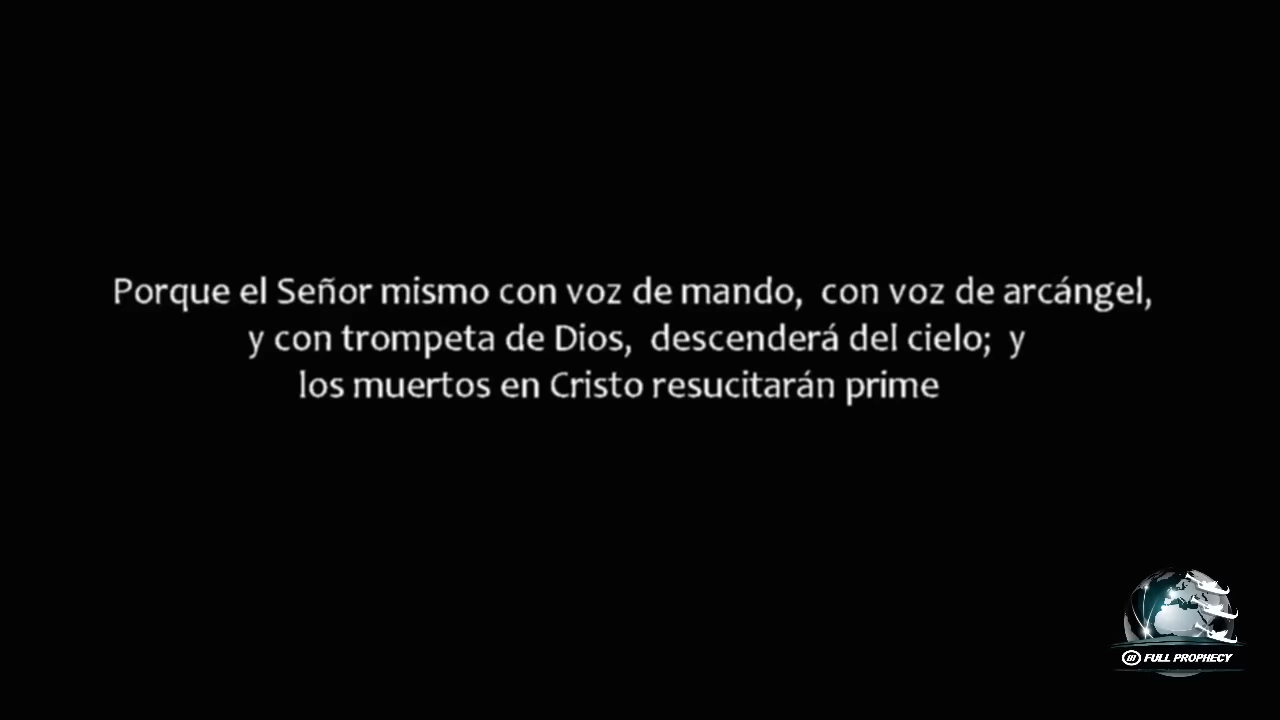 Porque el Señor mismo con voz de mando,  con voz de arcángel,
y con trompeta de Dios,  descenderá del cielo;  y
los muertos en Cristo resucitarán prime
FULL PROPHECY